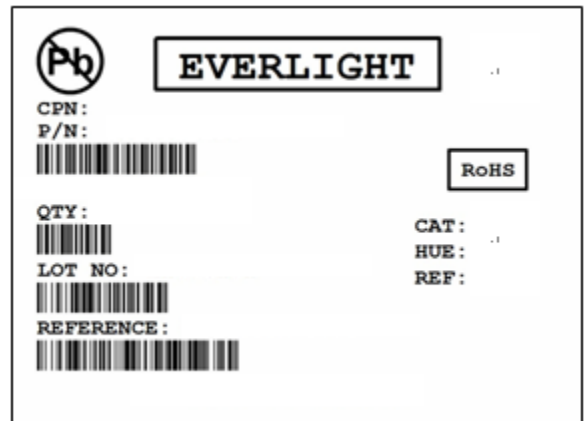 Pb
EVERLIGHT
CPN:
P/N:
RoHS
QTY:
CAT:
HUE:
LOT NO:
REF:
REFERENCE: